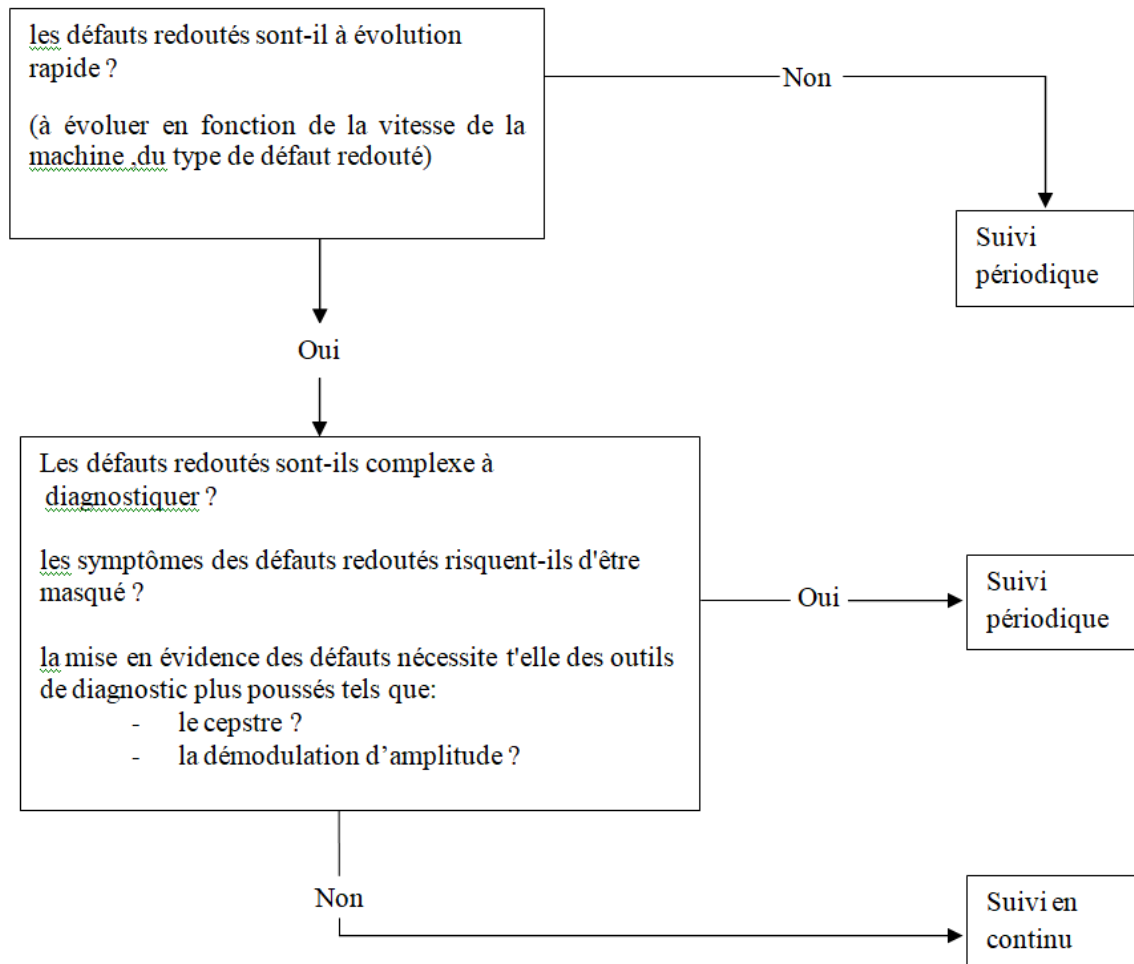 les défauts redoutés sont-il à évolution
rapide ?
(à évoluer en fonction de la vitesse de la
machine ,du type de défaut redouté)
Non
Suivi
périodique
Oui
Les défauts redoutés sont-ils complexe à
diagnostiquer ?
les symptômes des défauts redoutés risquent-ils d'être
masqué ?
la mise en évidence des défauts nécessite t'elle des outils
de diagnostic plus poussés tels que:
- le cepstre ?
- la démodulation d’amplitude ?
Oui
Suivi
périodique
Non
Suivi en
continu